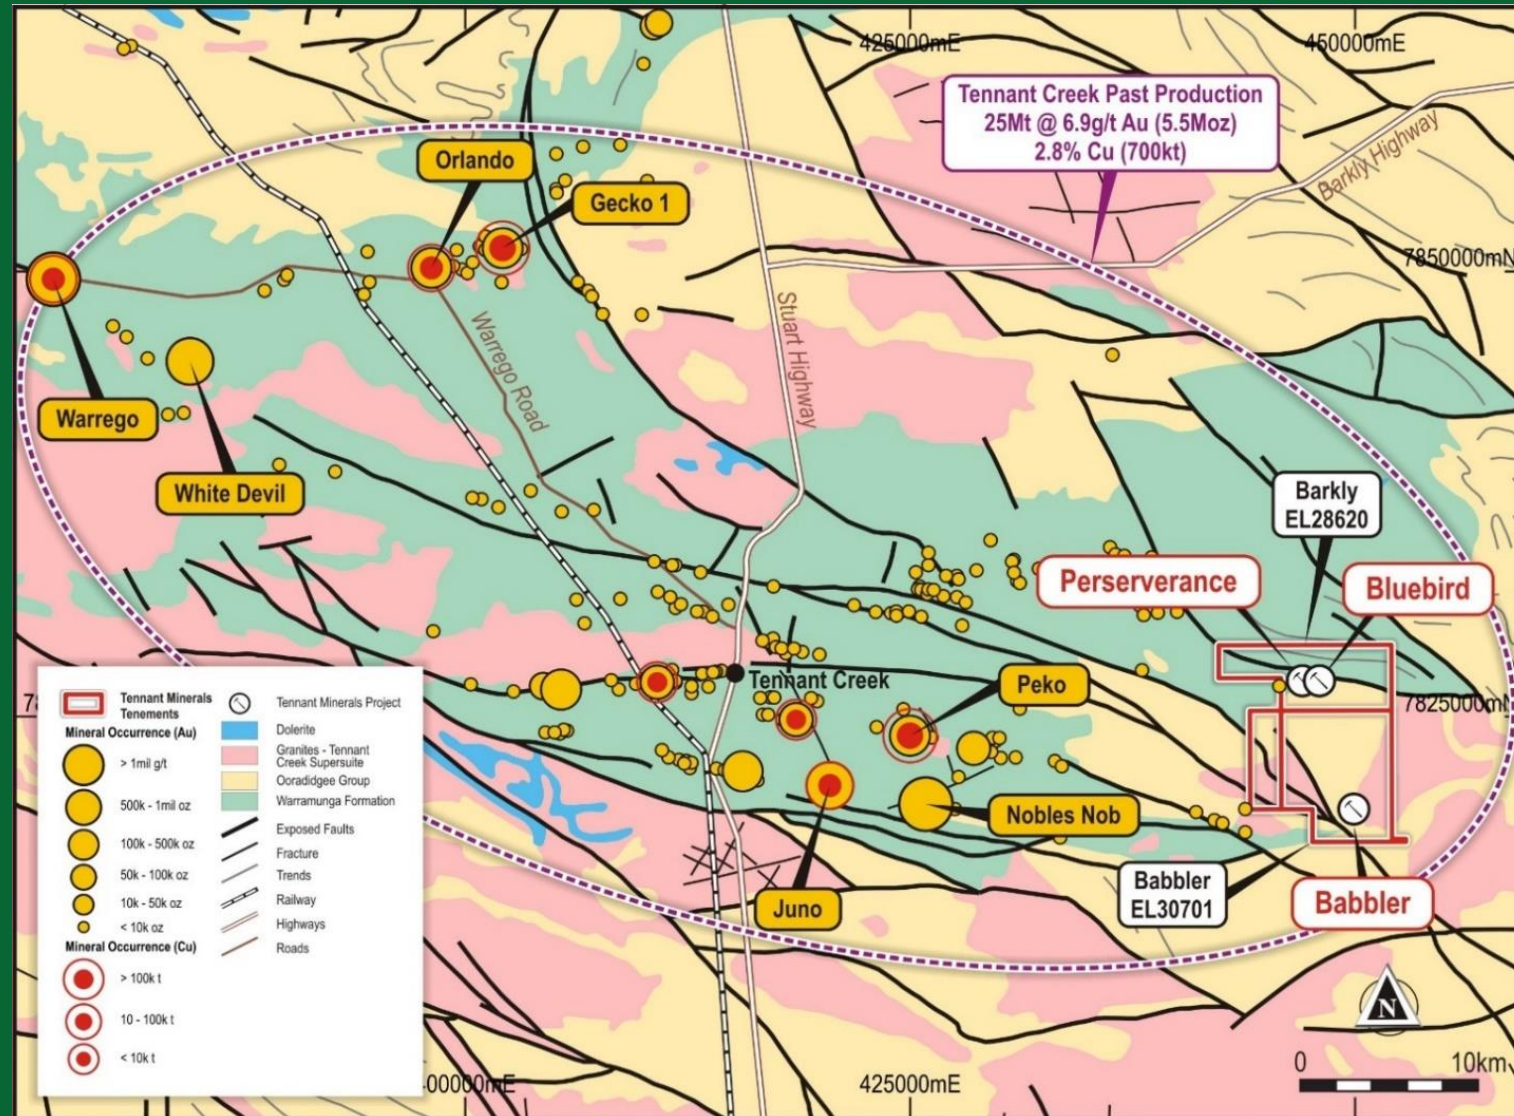 425000mE
450000mE
Tennant Creek Past Production
25Mt @ 6.9g/t Au (5.5Moz)
2.8% Cu (700kt)
Barkly Highway
Orlando
Gecko 1
7850000mN
Stuart Highway
Warrego Road
Warrego
White Devil
Barkly
EL28620
Perserverance
Bluebird
Tennant Creek
Peko
7825000mN
Nobles Nob
Juno
Babbler
EL30701
Babbler
Tennant Minerals
Tenements
Mineral Occurrence (Au)
> 1mil g/t
500k - 1mil oz
100k - 500k oz
50k - 100k oz
10k - 50k oz
< 10k oz
Mineral Occurrence (Cu)
> 100k t
10 - 100k t
< 10k t
Tennant Minerals Project
Dolerite
Granites - Tennant
Creek Supersuite
Ooradidgee Group
Warramunga Formation
Exposed Faults
Fracture
Trends
Railway
Highways
Roads
N
0 10km
00000mE
425000mE